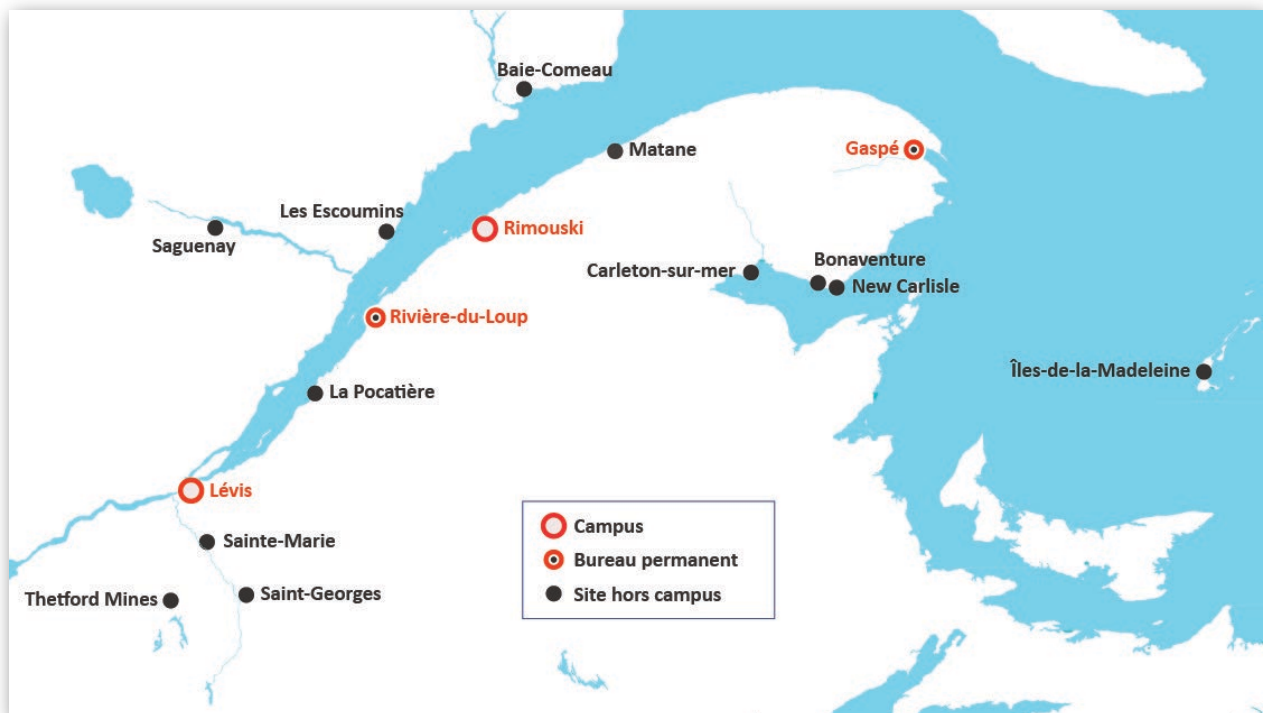 Baie-Comeau
Matane
Gaspé
Les Escoumins
Saguenay
Rimouski
Bonaventure
Carleton-sur-mer
New Carlisle
Rivière-du-Loup
Îles-de-la-Madeleine
La Pocatière
Lévis
Campus
Sainte-Marie
Bureau permanent
Thetford Mines
Saint-Georges
Site hors campus